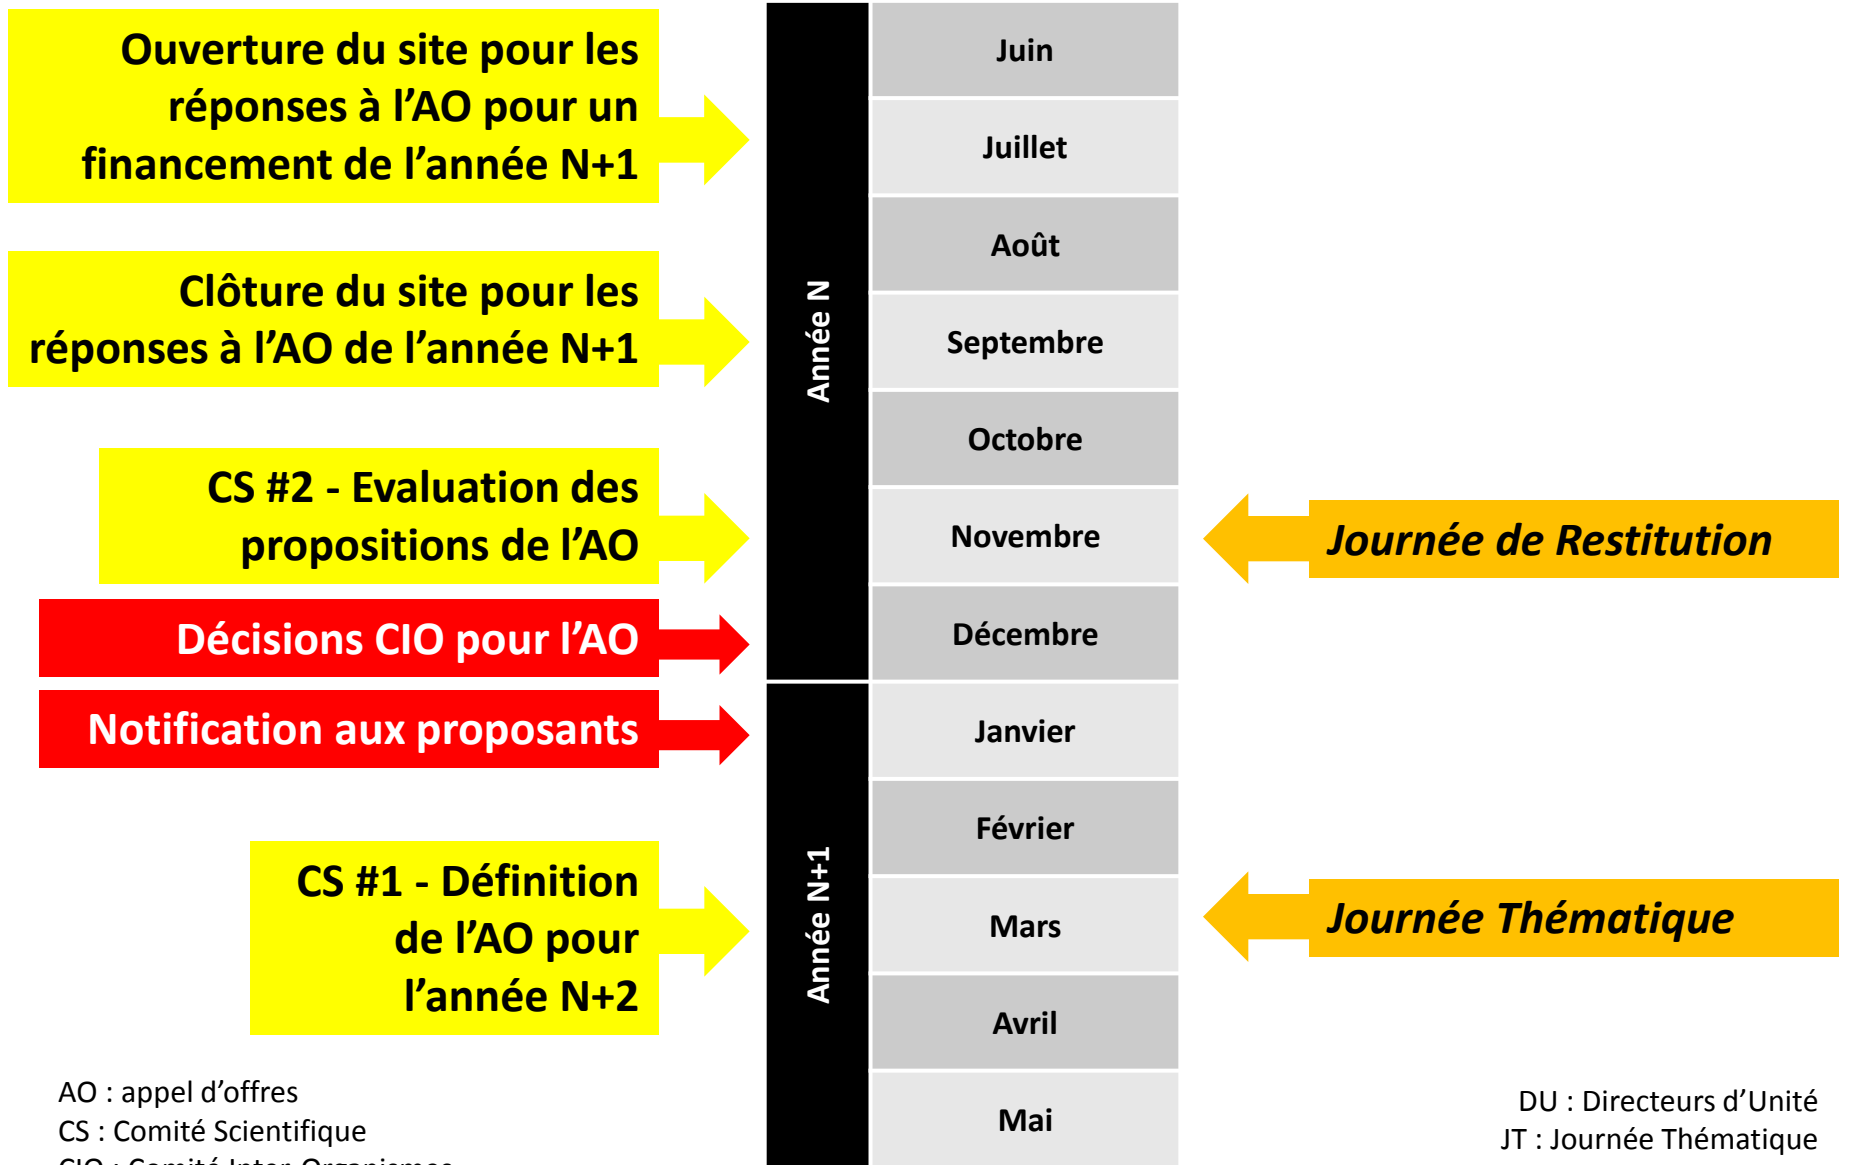 Ouverture du site pour les
réponses à l’AO pour un
financement de l’année N+1
Clôture du site pour les
réponses à l’AO de l’année N+1
CS #2 - Evaluation des
propositions de l’AO
Décisions CIO pour l’AO
Notification aux proposants
CS #1 - Définition
de l’AO pour
l’année N+2
Année N
Année N+1
Juin
Juillet
Août
Septembre
Octobre
Novembre
Décembre
Janvier
Février
Mars
Avril
Mai
Journée de Restitution
Journée Thématique
AO : appel d’offres
CS : Comité Scientifique
CIO : Comité Inter-Organismes
DU : Directeurs d’Unité
JT : Journée Thématique